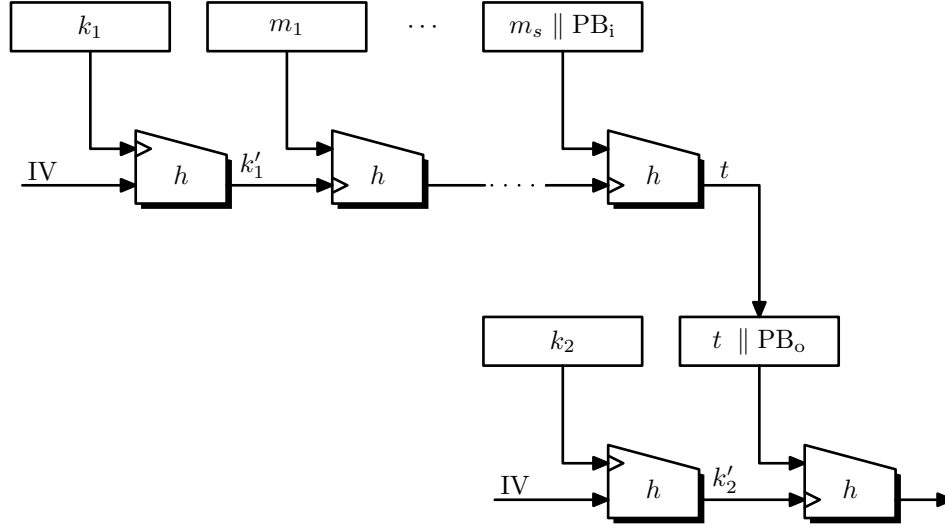 k₁ m₁ ··· mₛ ∥ PBᵢ
IV h k′₁ h ···· h t
k₂ t ∥ PBₒ
IV h k′₂ h